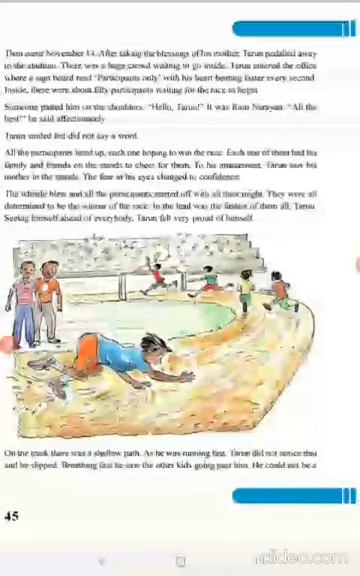 Then came November 14. After taking the blessings of his mother, Tarun pedalled away
to the stadium. There was a huge crowd waiting to go inside. Tarun entered the office
where a sign board read 'Participants only' with his heart beating faster every second.
Inside, there were about fifty participants waiting for the race to begin.
Someone patted him on the shoulders. "Hello, Tarun!" It was Ram Narayan. "All the
best!" he said affectionately.
Tarun smiled but did not say a word.
All the participants lined up, each one hoping to win the race. Each one of them had his
family and friends on the stands to cheer for them. To his amazement, Tarun saw his
mother in the stands. The fear in his eyes changed to confidence.
The whistle blew and all the participants started off with all their might. They were all
determined to be the winner of the race. In the lead was the fastest of them all, Tarun.
Seeing himself ahead of everybody, Tarun felt very proud of himself.
On the track there was a shallow path. As he was running fast, Tarun did not notice that
and he slipped. Breathing fast he saw the other kids going past him. He could not be a
45
clideo.com